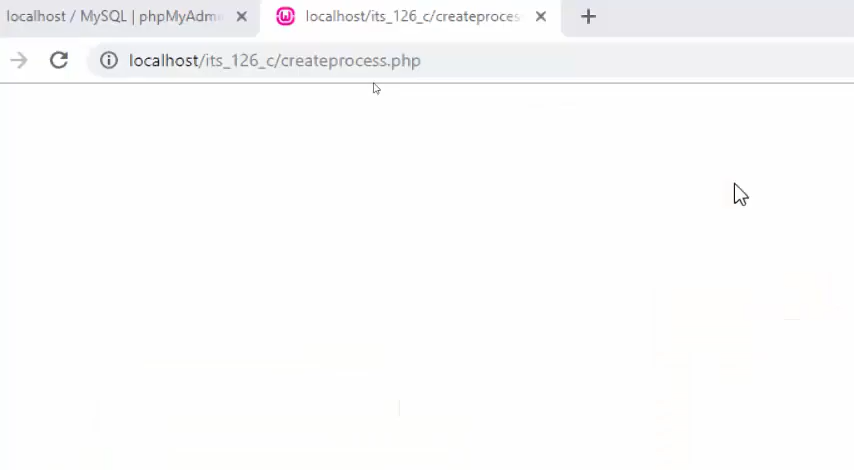 localhost / MySQL | phpMyAdm
localhost/its_126_c/createproces
localhost/its_126_c/createprocess.php